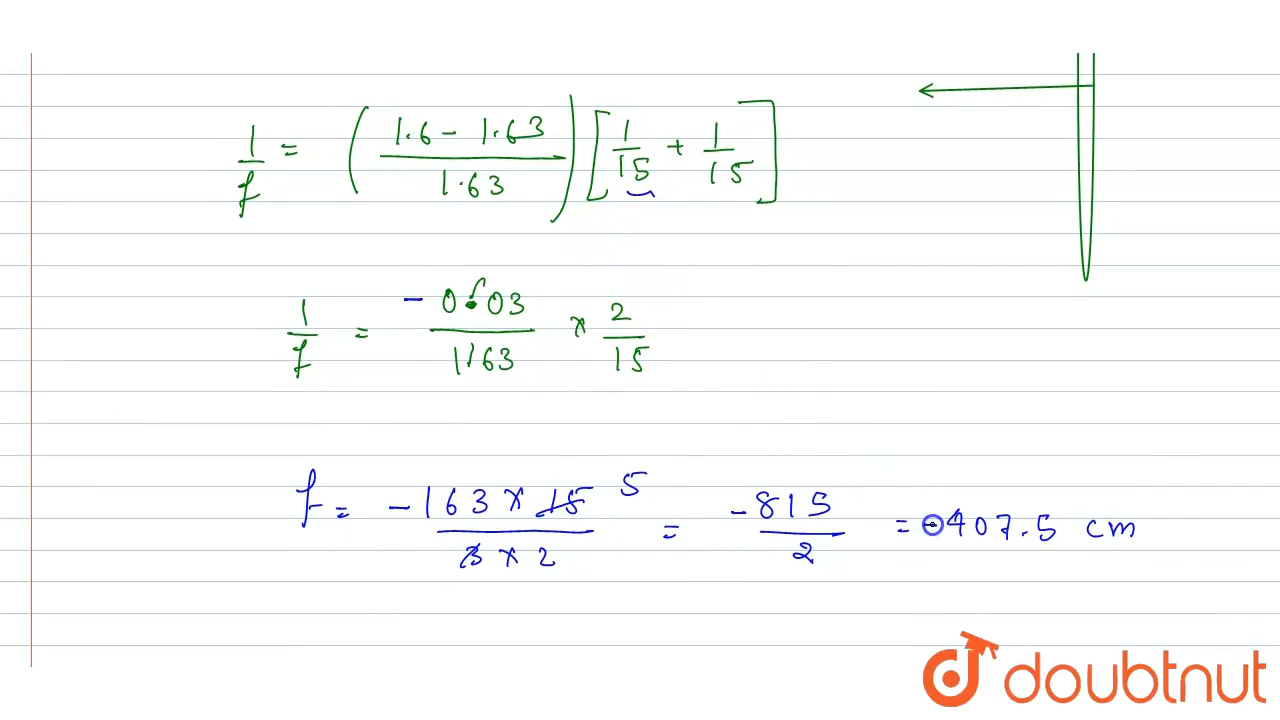 1/f = ( (1.6 - 1.63) / 1.63 ) [ 1/15 + 1/15 ]
1/f = - 0.03 / 1.63 × 2/15
f = -163 × 15 5 / 3 × 2 = -815 / 2 = -407.5 cm
doubtnut